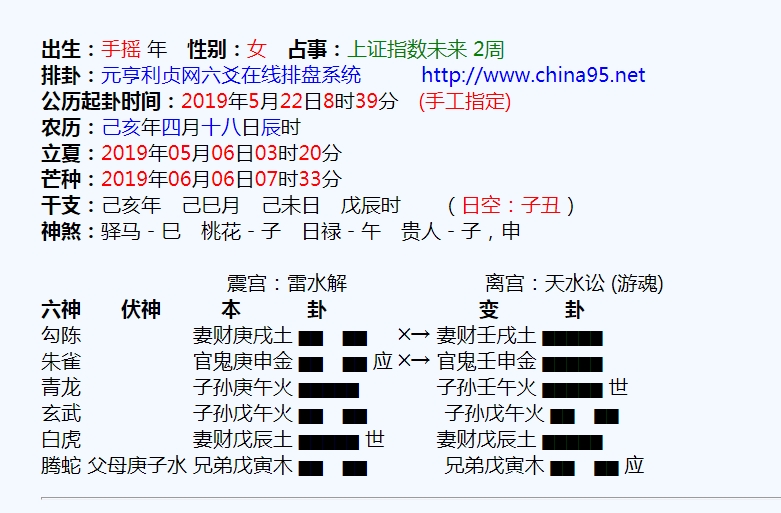 出生：手摇 年 性别：女 占事：上证指数未来 2周
排卦：元亨利贞网六爻在线排盘系统 http://www.china95.net
公历起卦时间：2019年5月22日8时39分 (手工指定)
农历：己亥年四月十八日辰时
立夏：2019年05月06日03时20分
芒种：2019年06月06日07时33分
干支：己亥年 己巳月 己未日 戊辰时 （日空：子丑）
神煞：驿马－巳 桃花－子 日禄－午 贵人－子，申
震宫：雷水解 离宫：天水讼 (游魂)
六神 伏神 本 卦 变 卦
勾陈 妻财庚戌土 ×→ 妻财壬戌土
朱雀 官鬼庚申金 应 ×→ 官鬼壬申金
青龙 子孙庚午火 子孙壬午火 世
玄武 子孙戊午火 子孙戊午火
白虎 妻财戊辰土 世 妻财戊辰土
腾蛇 父母庚子水 兄弟戊寅木 兄弟戊寅木 应